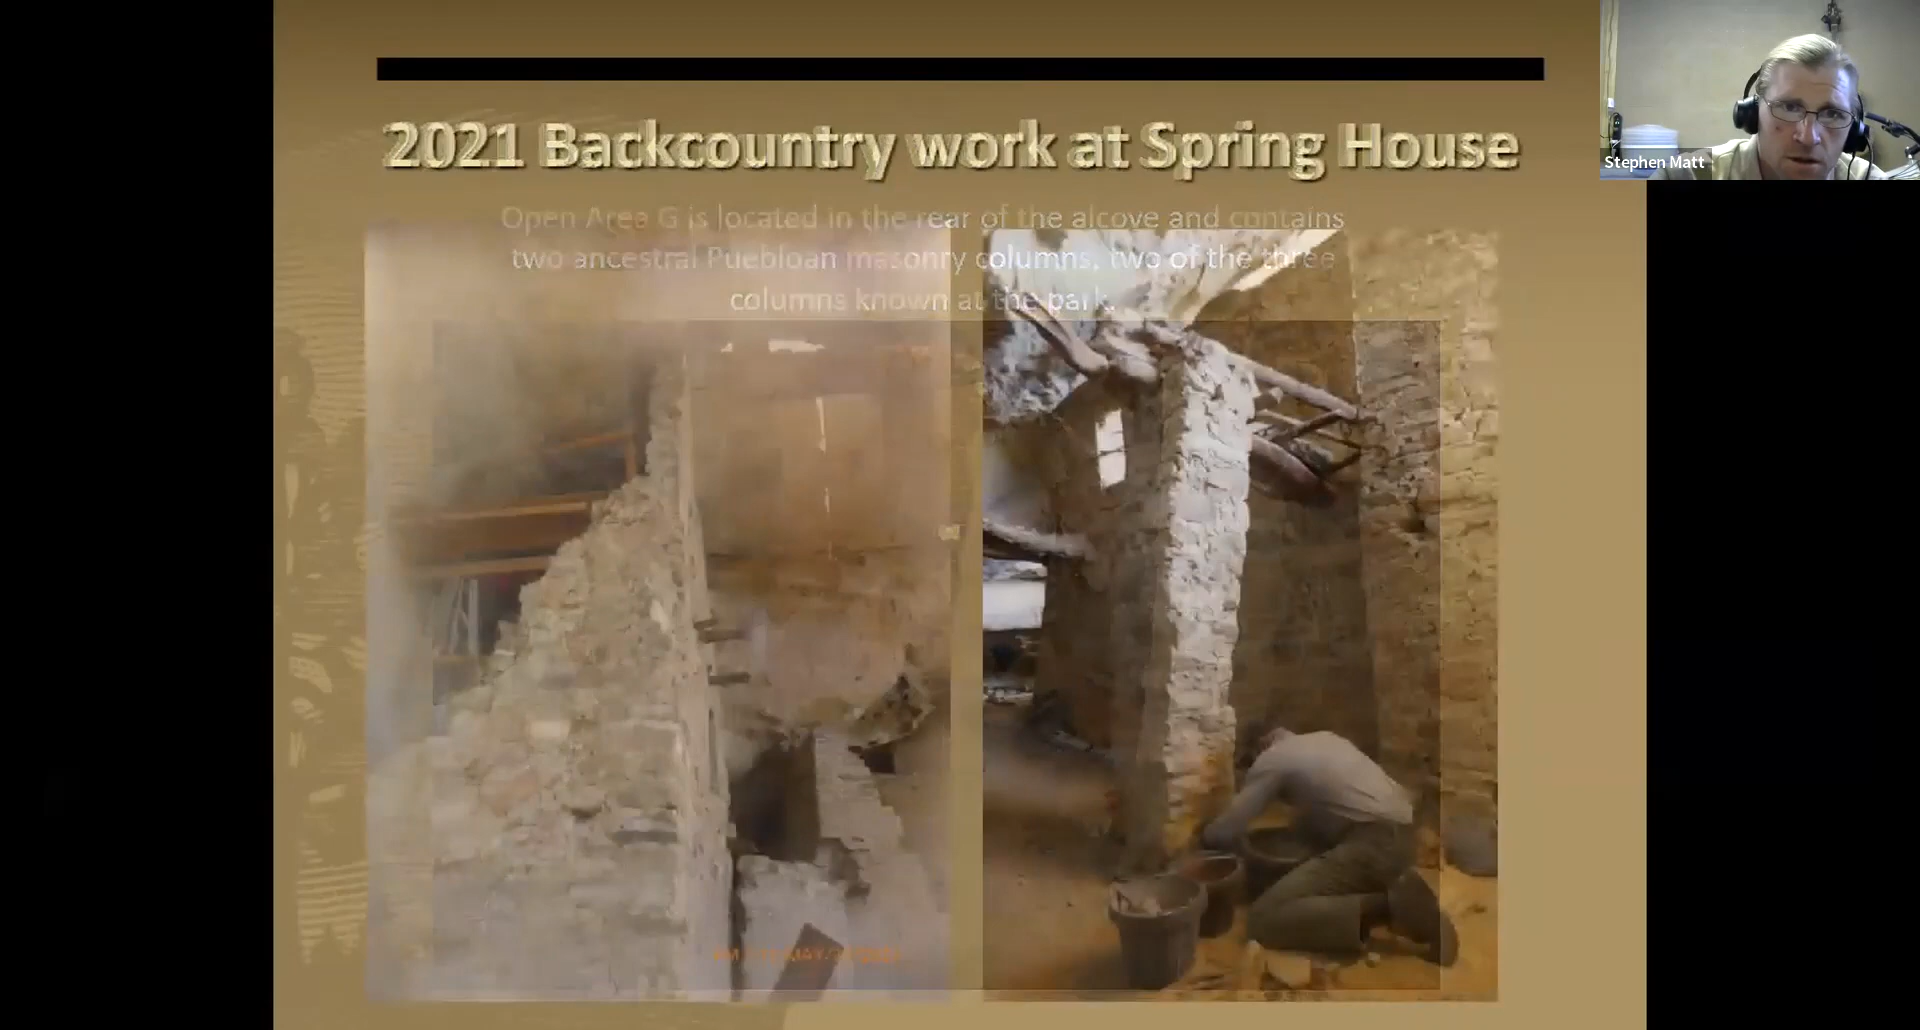 2021 Backcountry work at Spring House
Stephen Matt
Open Area G is located in the rear of the alcove and contains
two ancestral Puebloan masonry columns, two of the three
columns known at the park.